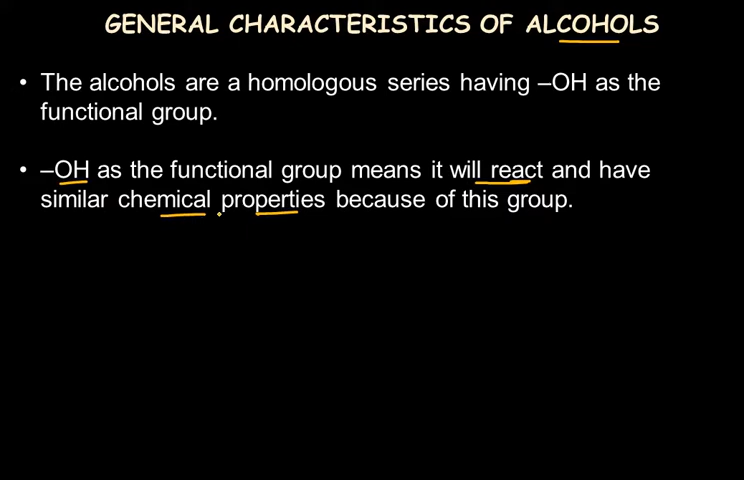 GENERAL CHARACTERISTICS OF ALCOHOLS
• The alcohols are a homologous series having –OH as the
functional group.
• –OH as the functional group means it will react and have
similar chemical properties because of this group.